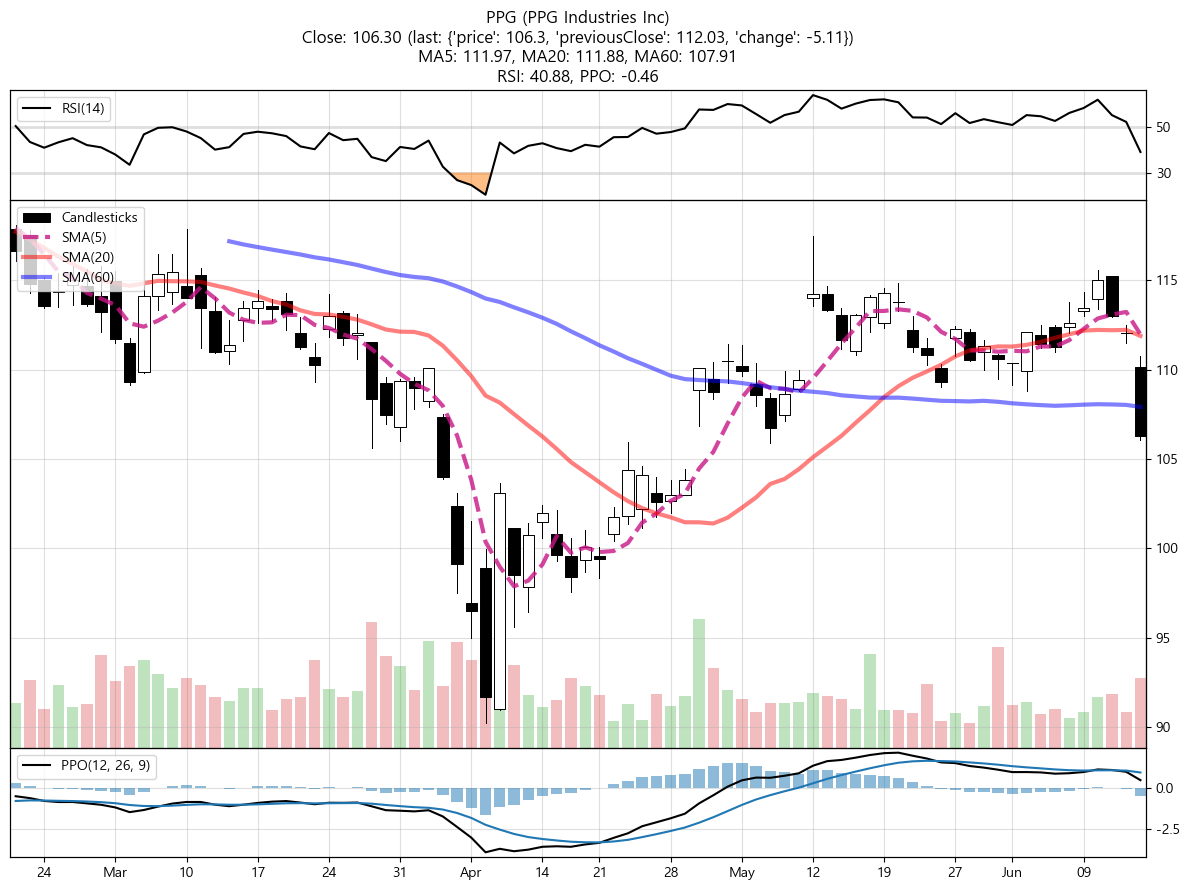 PPG (PPG Industries Inc)
Close: 106.30 (last: {'price': 106.3, 'previousClose': 112.03, 'change': -5.11})
MA5: 111.97, MA20: 111.88, MA60: 107.91
RSI: 40.88, PPO: -0.46
RSI(14)
50
30
Candlesticks
SMA(5)
SMA(20)
SMA(60)
115
110
105
100
95
90
PPO(12, 26, 9)
0.0
-2.5
24 Mar 10 17 24 31 Apr 14 21 28 May 12 19 27 Jun 09